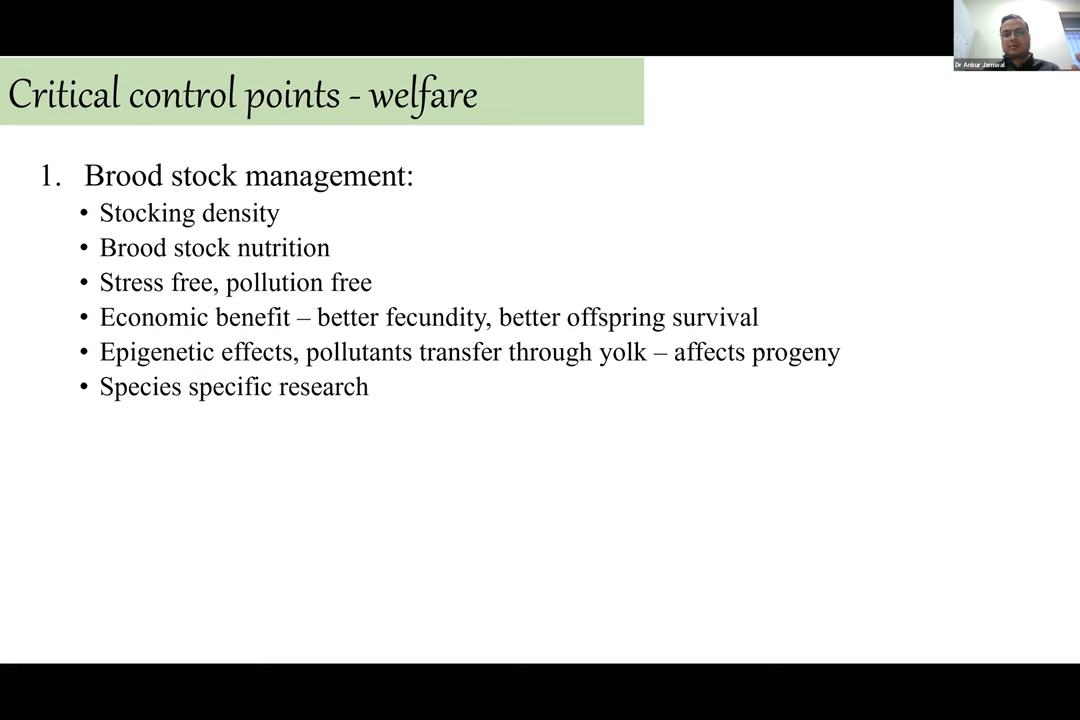 Dr Ankur Jamwal
Critical control points - welfare
1. Brood stock management:
• Stocking density
• Brood stock nutrition
• Stress free, pollution free
• Economic benefit – better fecundity, better offspring survival
• Epigenetic effects, pollutants transfer through yolk – affects progeny
• Species specific research